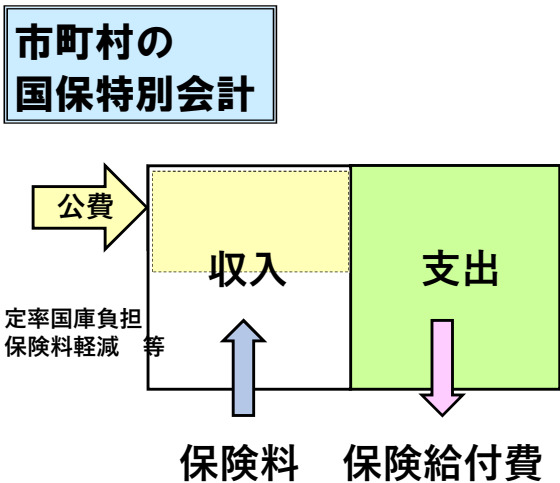 市町村の
国保特別会計
公費
収入
支出
定率国庫負担
保険料軽減　等
保険料
保険給付費